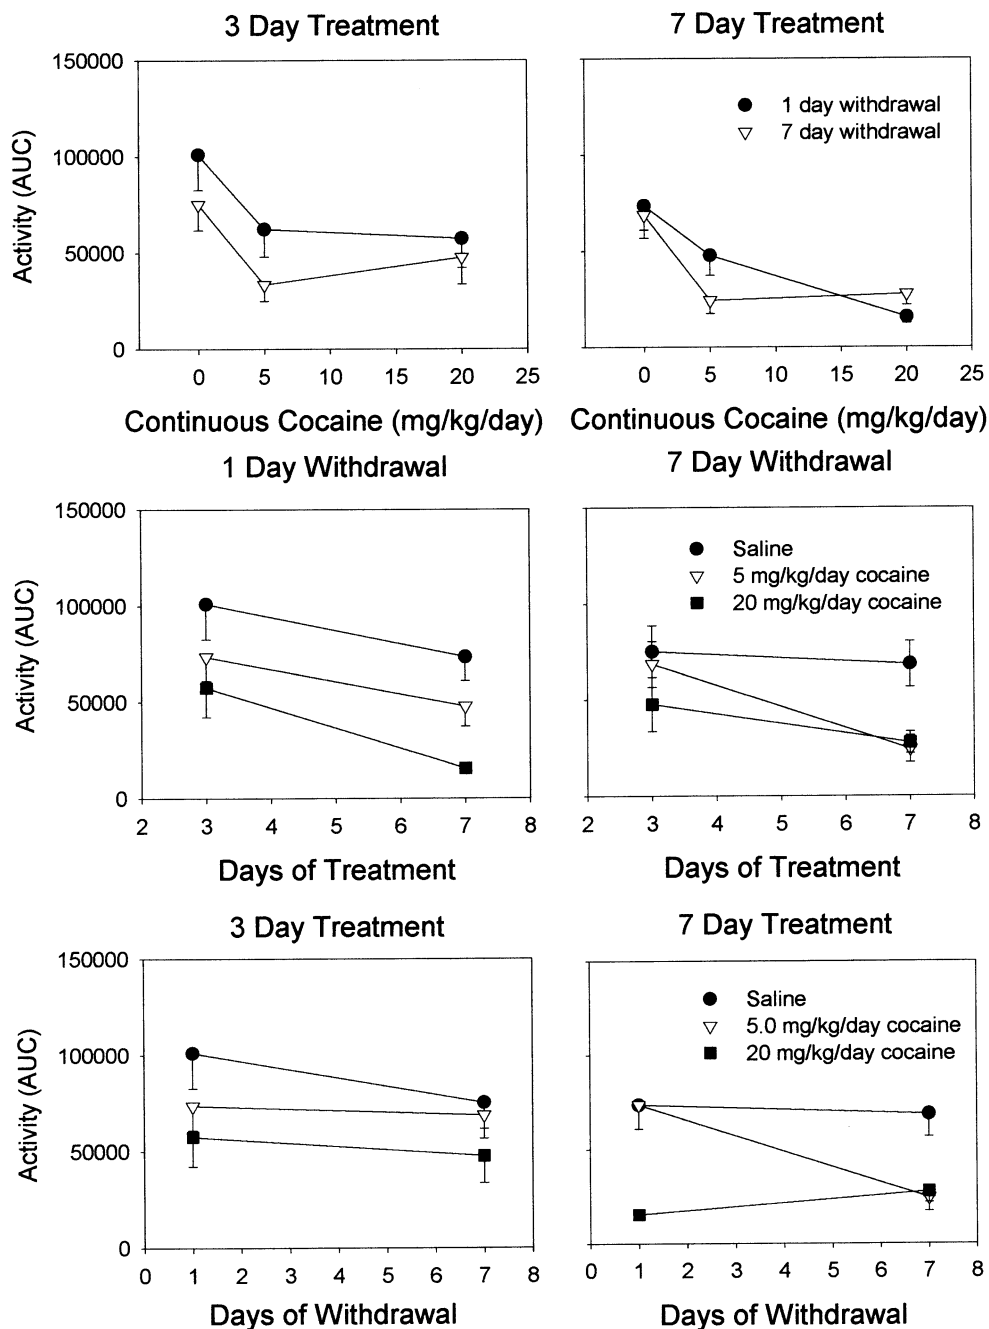 3 Day Treatment
7 Day Treatment
150000
100000
50000
0
Activity (AUC)
1 day withdrawal
7 day withdrawal
0 5 10 15 20 25
0 5 10 15 20 25
Continuous Cocaine (mg/kg/day)
Continuous Cocaine (mg/kg/day)
1 Day Withdrawal
7 Day Withdrawal
150000
100000
50000
0
Activity (AUC)
Saline
5 mg/kg/day cocaine
20 mg/kg/day cocaine
2 3 4 5 6 7 8
2 3 4 5 6 7 8
Days of Treatment
Days of Treatment
3 Day Treatment
7 Day Treatment
150000
100000
50000
0
Activity (AUC)
Saline
5.0 mg/kg/day cocaine
20 mg/kg/day cocaine
0 1 2 3 4 5 6 7 8
0 1 2 3 4 5 6 7 8
Days of Withdrawal
Days of Withdrawal